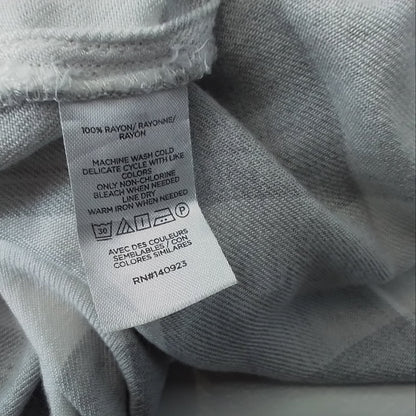 100% RAYON/ RAYONNE/
RAYON
MACHINE WASH COLD
DELICATE CYCLE WITH LIKE
COLORS
ONLY NON-CHLORINE
BLEACH WHEN NEEDED
LINE DRY
WARM IRON WHEN NEEDED
30 P
AVEC DES COULEURS
SEMBLABLES / CON
COLORES SIMILARES
RN#140923